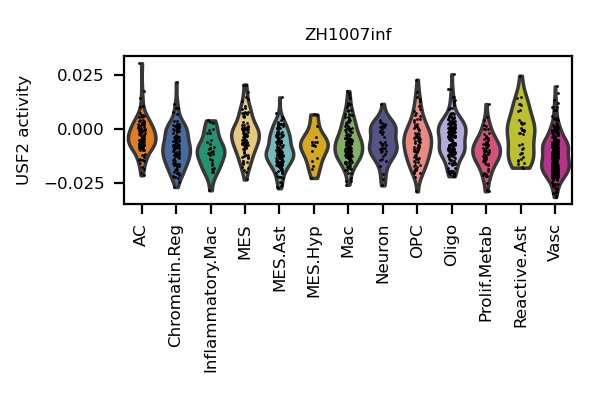 ZH1007inf
USF2 activity
0.025
0.000
−0.025
AC
Chromatin.Reg
Inflammatory.Mac
MES
MES.Ast
MES.Hyp
Mac
Neuron
OPC
Oligo
Prolif.Metab
Reactive.Ast
Vasc